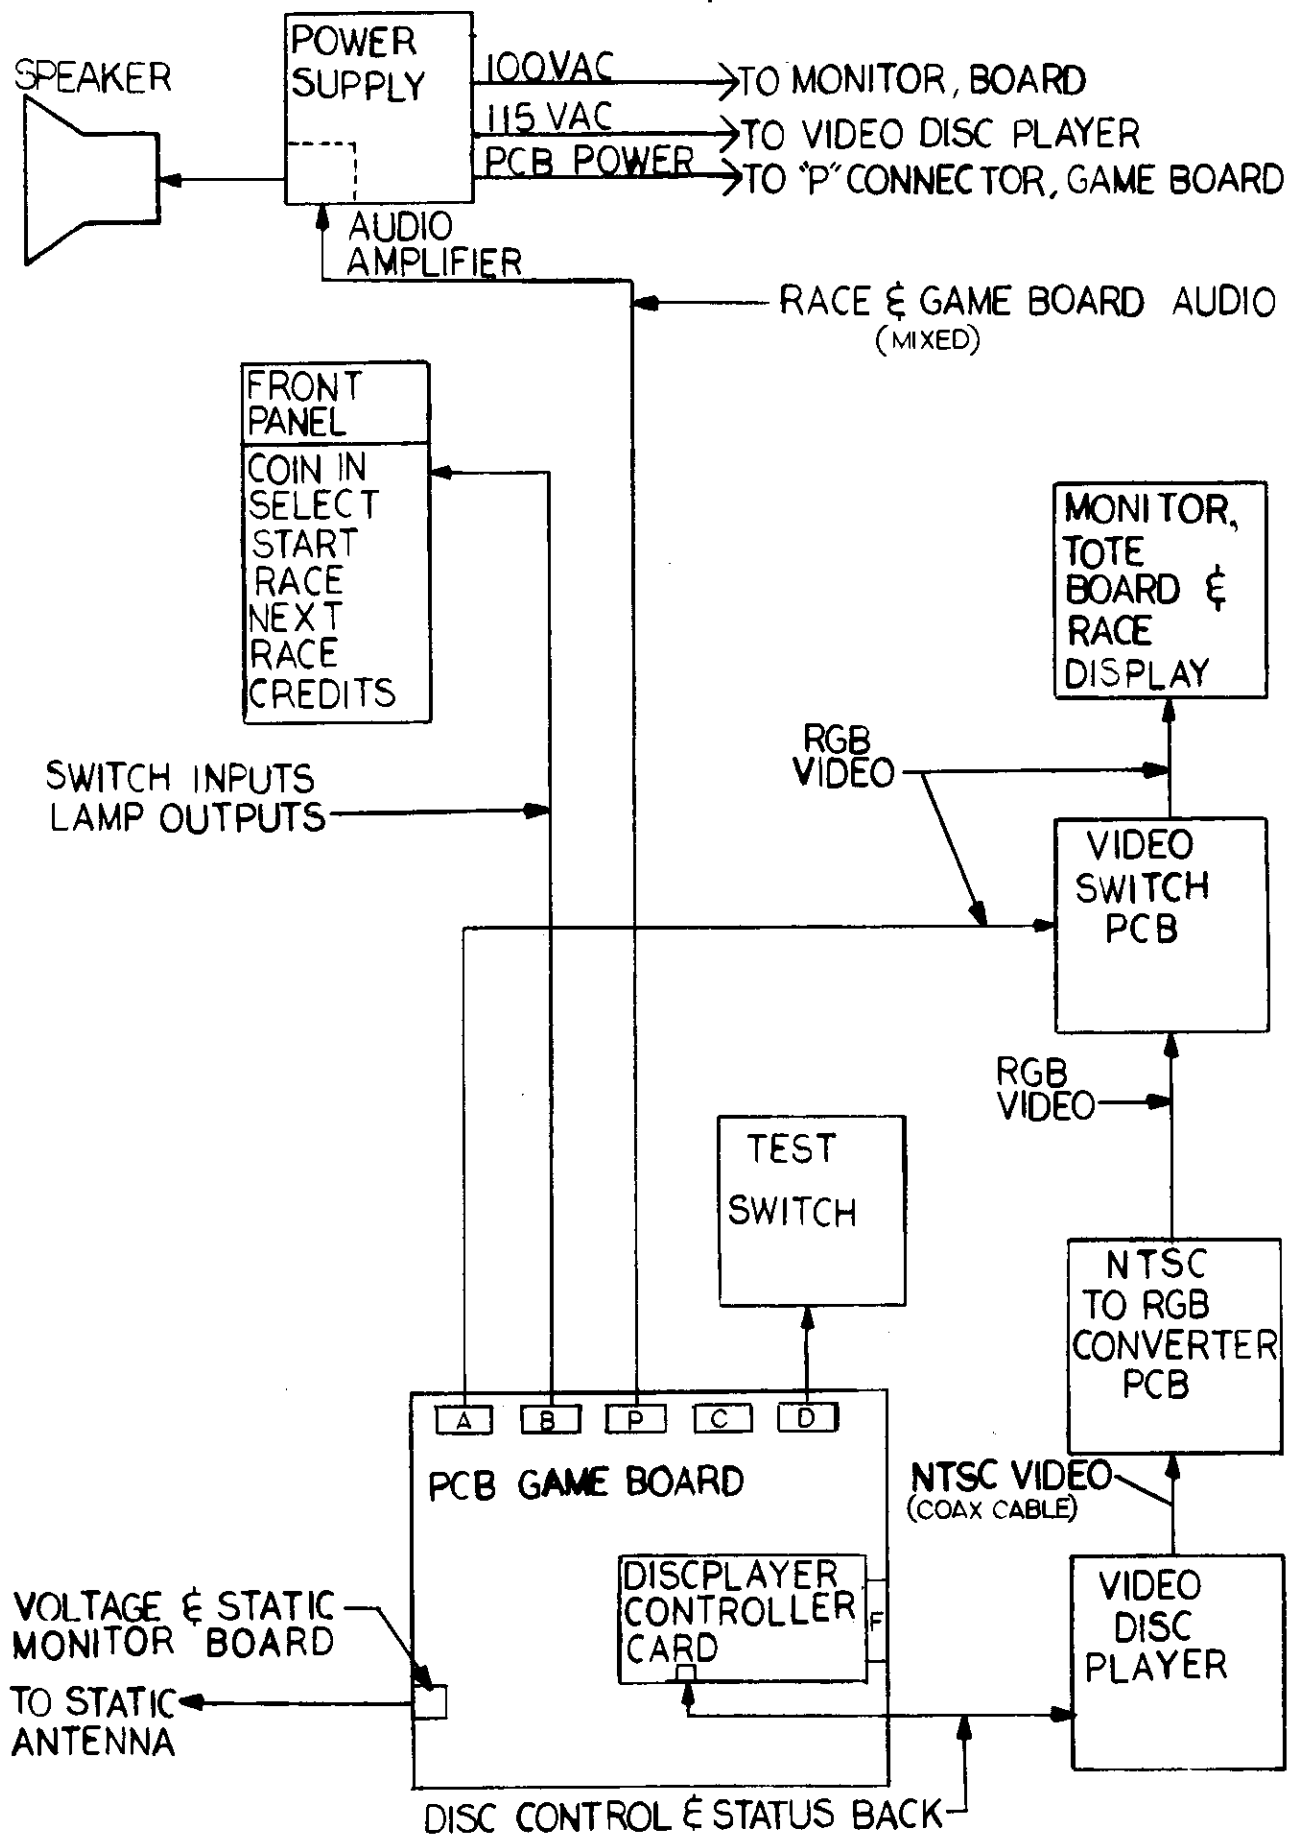 SPEAKER
POWER
SUPPLY
100VAC
TO MONITOR, BOARD
115 VAC
TO VIDEO DISC PLAYER
PCB POWER
TO "P" CONNECTOR, GAME BOARD
AUDIO
AMPLIFIER
RACE & GAME BOARD AUDIO
(MIXED)
FRONT
PANEL
COIN IN
SELECT
START
RACE
NEXT
RACE
CREDITS
MONITOR,
TOTE
BOARD &
RACE
DISPLAY
RGB
VIDEO
SWITCH INPUTS
LAMP OUTPUTS
VIDEO
SWITCH
PCB
RGB
VIDEO
TEST
SWITCH
NTSC
TO RGB
CONVERTER
PCB
A
B
P
C
D
PCB GAME BOARD
NTSC VIDEO
(COAX CABLE)
DISCPLAYER
CONTROLLER
CARD
F
VIDEO
DISC
PLAYER
VOLTAGE & STATIC
MONITOR BOARD
TO STATIC
ANTENNA
DISC CONTROL & STATUS BACK